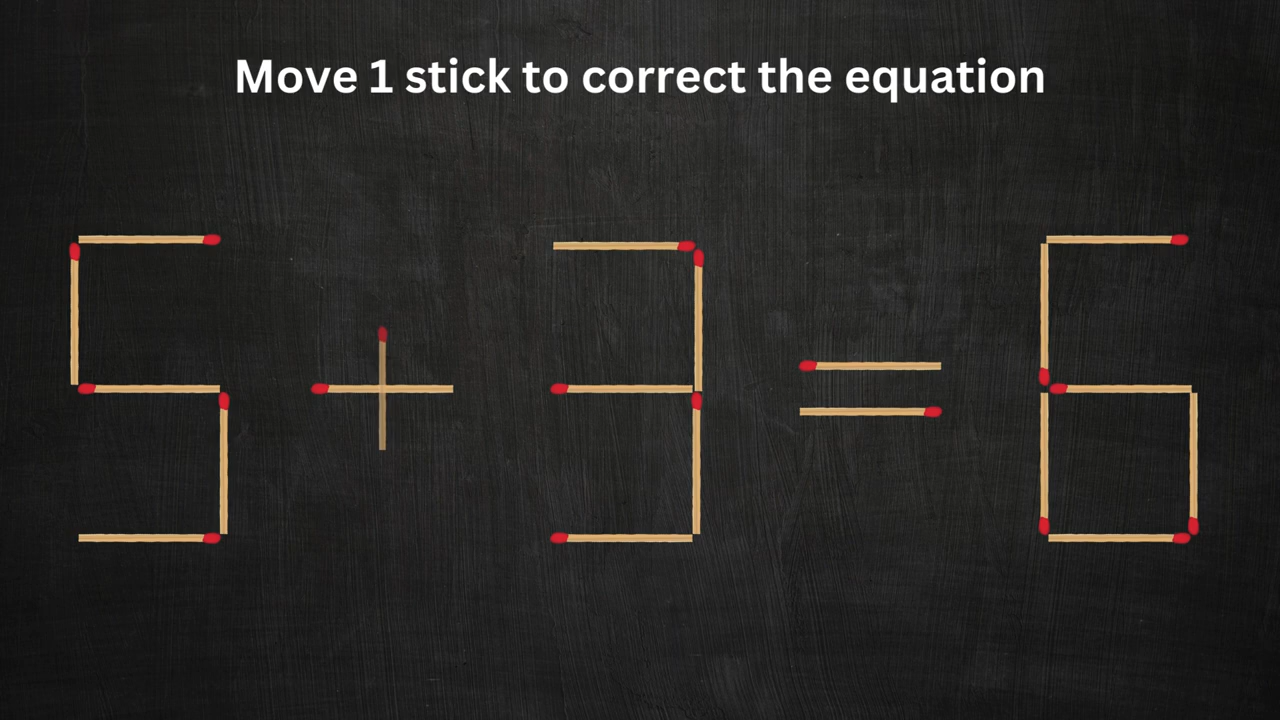 Move 1 stick to correct the equation
5 + 3 = 6